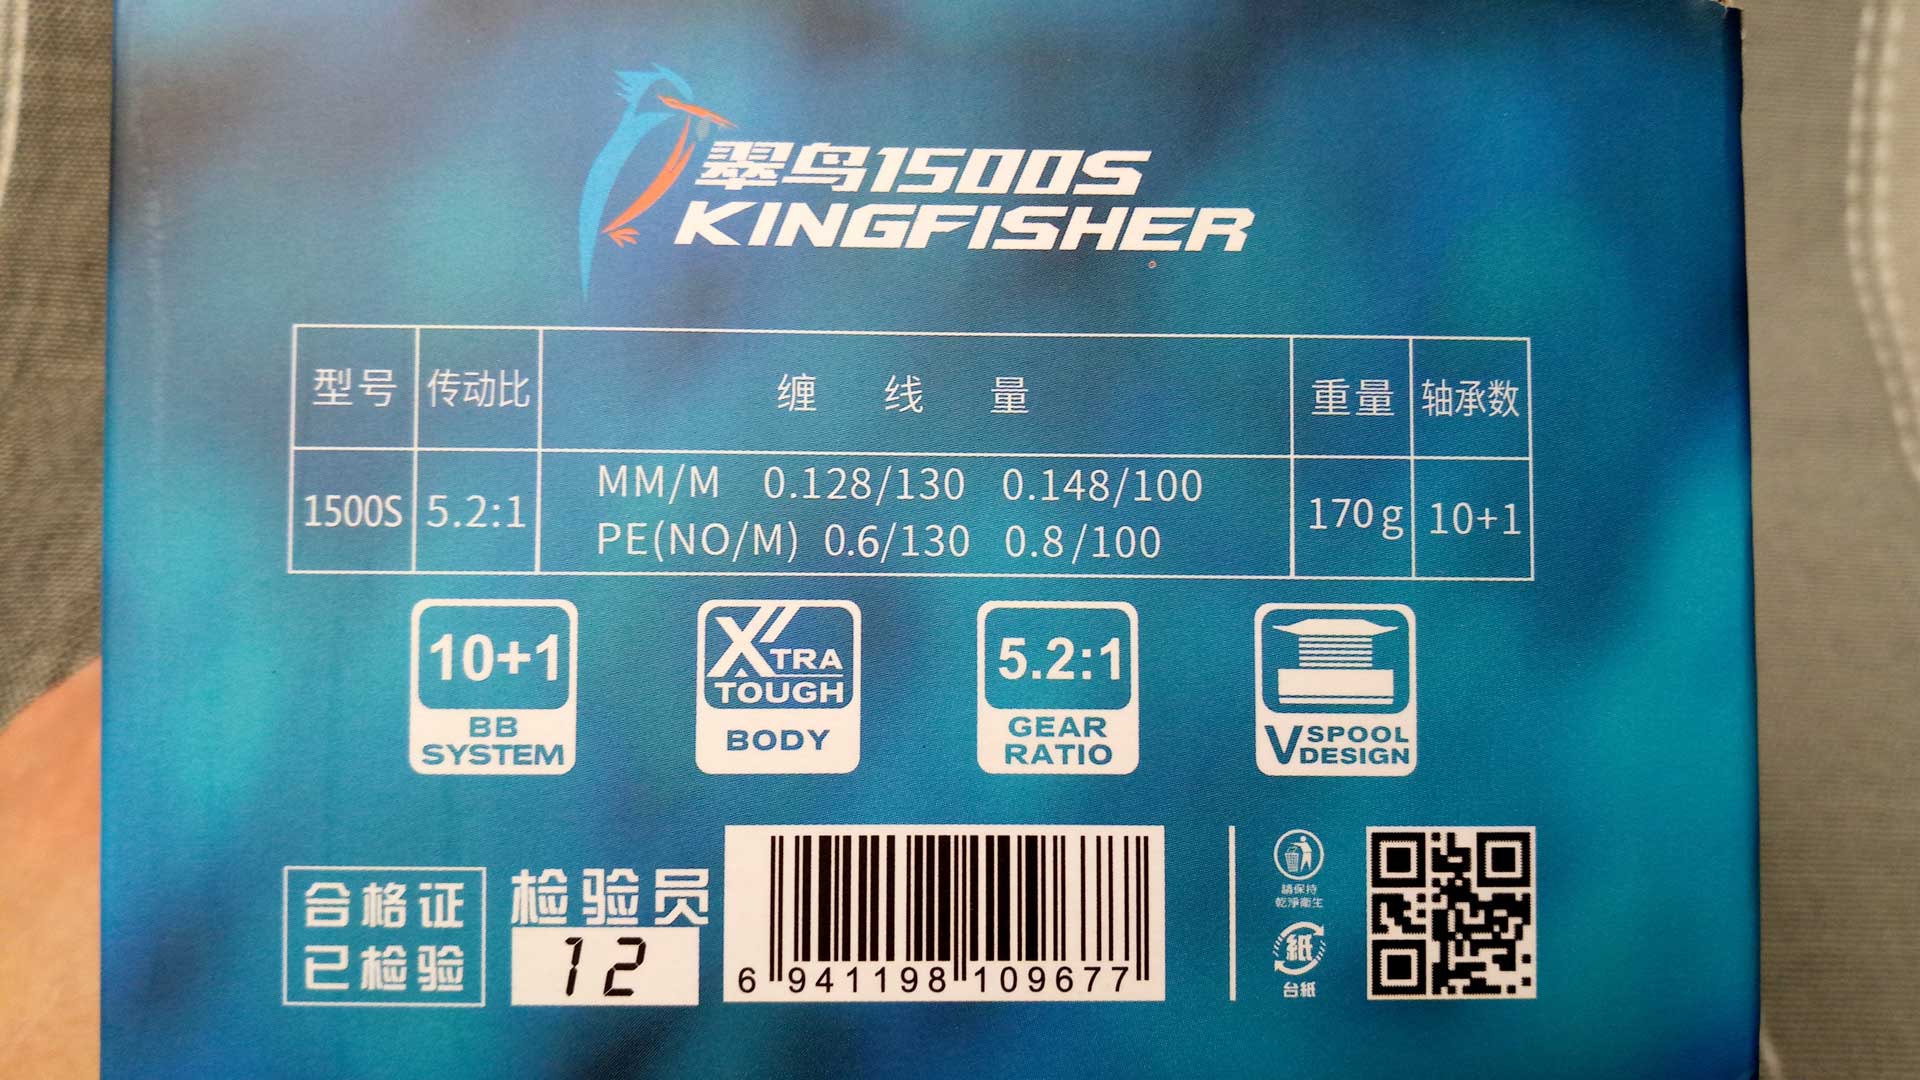 翠鸟1500S
KINGFISHER
型号 传动比 缠线量 重量 轴承数
1500S 5.2:1 MM/M 0.128/130 0.148/100 170g 10+1
PE(NO/M) 0.6/130 0.8/100
10+1 BB SYSTEM
XTRA TOUGH BODY
5.2:1 GEAR RATIO
V SPOOL DESIGN
合格证
已检验
检验员
12
6 941198 109677
請保持
乾淨衛生
紙
台紙